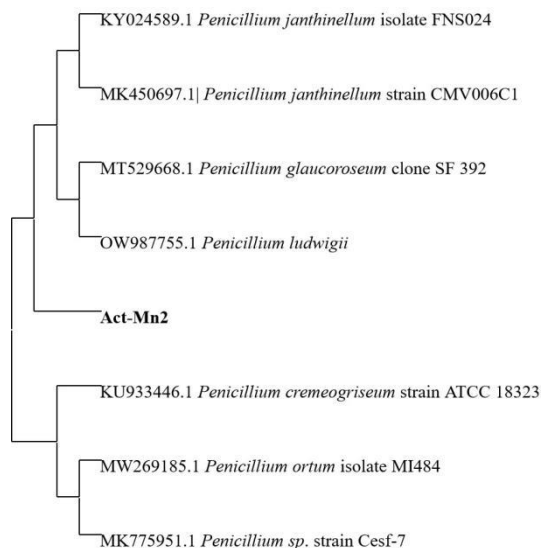 KY024589.1 Penicillium janthinellum isolate FNS024
MK450697.1| Penicillium janthinellum strain CMV006C1
MT529668.1 Penicillium glaucoroseum clone SF 392
OW987755.1 Penicillium ludwigii
Act-Mn2
KU933446.1 Penicillium cremeogriseum strain ATCC 18323
MW269185.1 Penicillium ortum isolate MI484
MK775951.1 Penicillium sp. strain Cesf-7